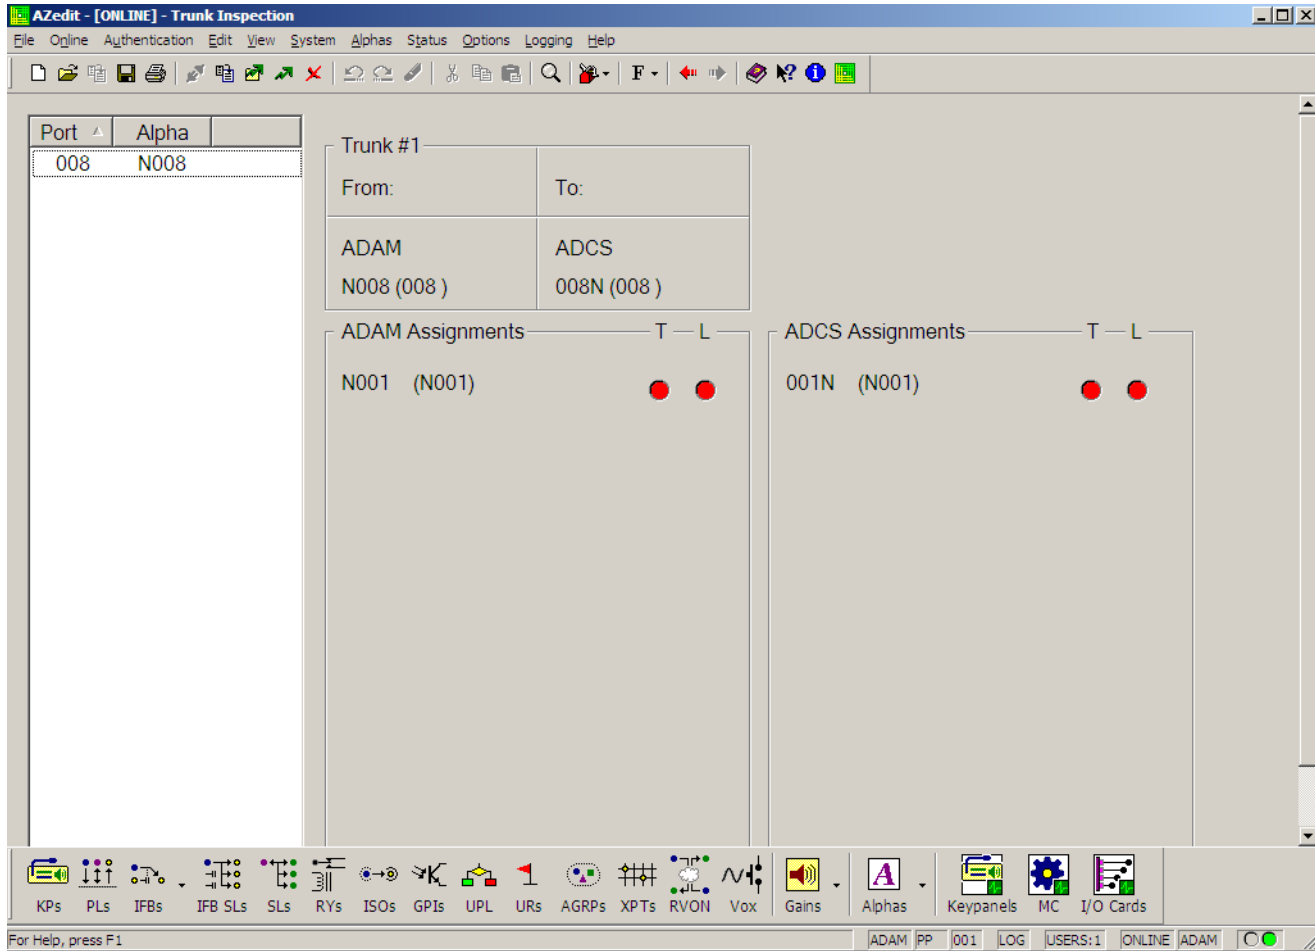 AZedit - [ONLINE] - Trunk Inspection
File Online Authentication Edit View System Alphas Status Options Logging Help
F
Port Alpha
008 N008
Trunk #1
From: To:
ADAM ADCS
N008 (008 ) 008N (008 )
ADAM Assignments T L ADCS Assignments T L
N001 (N001) 001N (N001)
KPs PLs IFBs IFB SLs SLs RYs ISOs GPIs UPL URs AGRPs XPTs RVON Vox Gains Alphas Keypanels MC I/O Cards
For Help, press F1 ADAM PP 001 LOG USERS:1 ONLINE ADAM